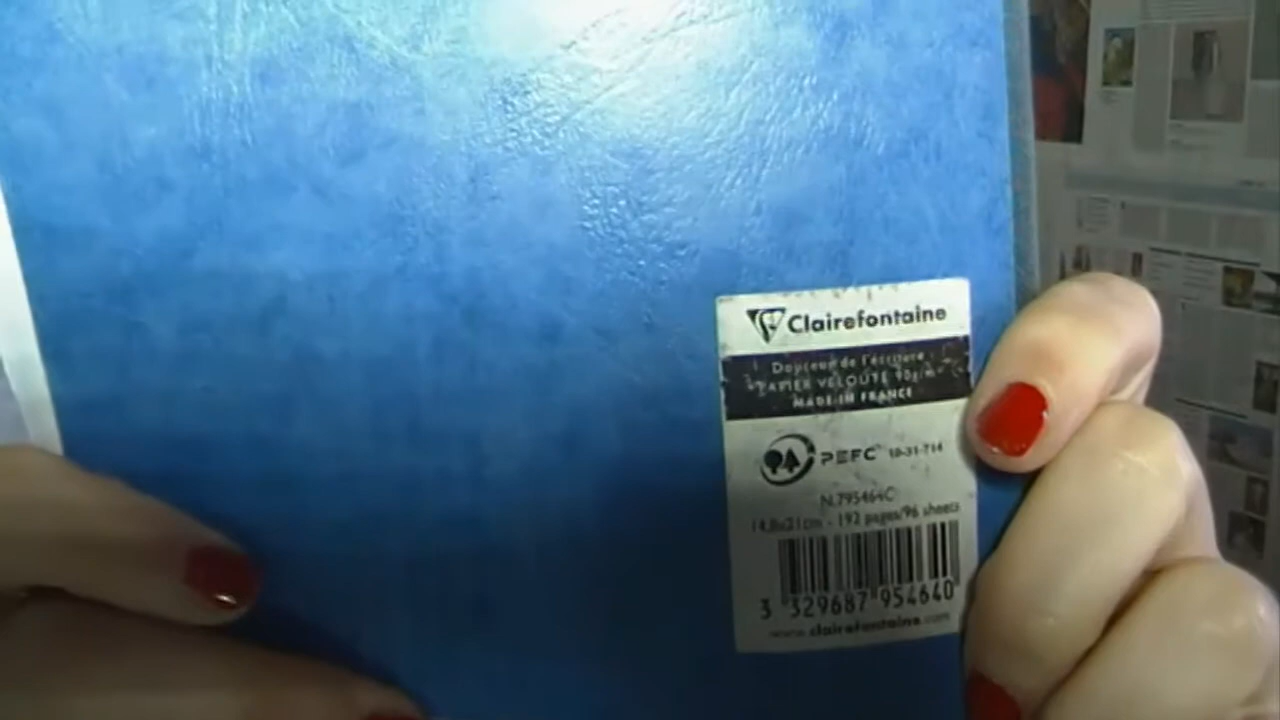 Clairefontaine
Douceur de l'écriture
"PAPIER VELOUTÉ 90g/m²"
MADE IN FRANCE
PEFC™ 10-31-714
N.795464C
14,8x21cm - 192 pages/96 sheets
3 329687 954640
www.clairefontaine.com